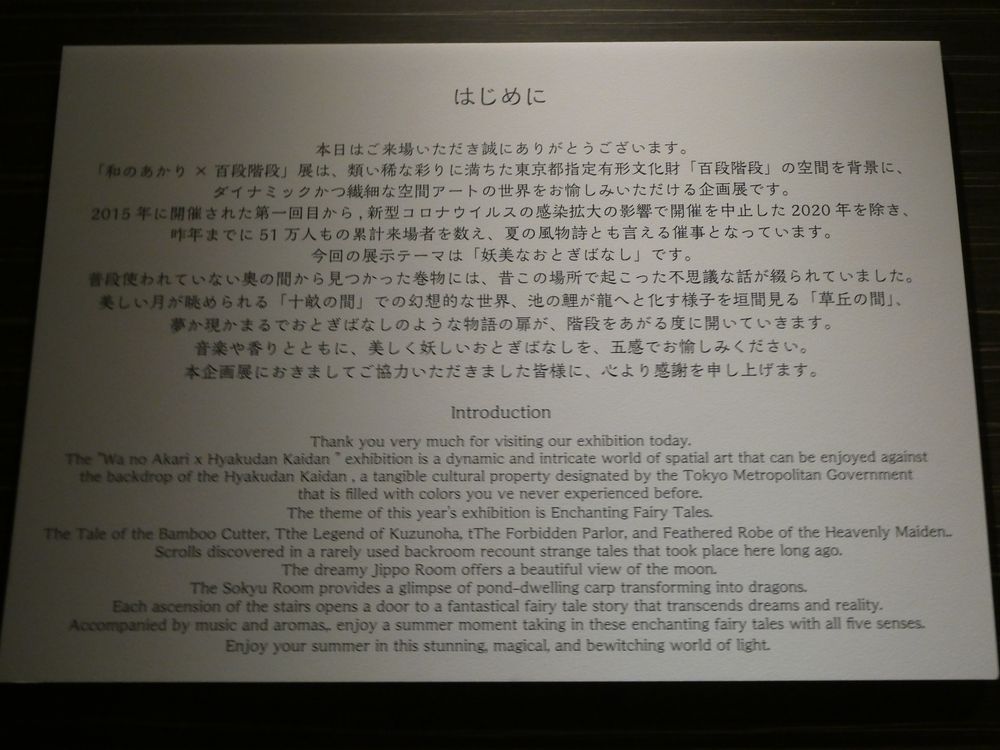 はじめに
本日はご来場いただき誠にありがとうございます。
「和のあかり × 百段階段」展は、類い稀な彩りに満ちた東京都指定有形文化財「百段階段」の空間を背景に、
ダイナミックかつ繊細な空間アートの世界をお愉しみいただける企画展です。
2015 年に開催された第一回目から , 新型コロナウイルスの感染拡大の影響で開催を中止した 2020 年を除き、
昨年までに 51 万人もの累計来場者を数え、夏の風物詩とも言える催事となっています。
今回の展示テーマは「妖美なおとぎばなし」です。
普段使われていない奥の間から見つかった巻物には、昔この場所で起こった不思議な話が綴られていました。
美しい月が眺められる「十畝の間」での幻想的な世界、池の鯉が龍へと化す様子を垣間見る「草丘の間」、
夢か現かまるでおとぎばなしのような物語の扉が、階段をあがる度に開いていきます。
音楽や香りとともに、美しく妖しいおとぎばなしを、五感でお愉しみください。
本企画展におきましてご協力いただきました皆様に、心より感謝を申し上げます。
Introduction
Thank you very much for visiting our exhibition today.
The "Wa no Akari x Hyakudan Kaidan " exhibition is a dynamic and intricate world of spatial art that can be enjoyed against
the backdrop of the Hyakudan Kaidan , a tangible cultural property designated by the Tokyo Metropolitan Government
that is filled with colors you ve never experienced before.
The theme of this year's exhibition is Enchanting Fairy Tales.
The Tale of the Bamboo Cutter, Tthe Legend of Kuzunoha, tThe Forbidden Parlor, and Feathered Robe of the Heavenly Maiden..
Scrolls discovered in a rarely used backroom recount strange tales that took place here long ago.
The dreamy Jippo Room offers a beautiful view of the moon.
The Sokyu Room provides a glimpse of pond-dwelling carp transforming into dragons.
Each ascension of the stairs opens a door to a fantastical fairy tale story that transcends dreams and reality.
Accompanied by music and aromas,. enjoy a summer moment taking in these enchanting fairy tales with all five senses.
Enjoy your summer in this stunning, magical, and bewitching world of light.